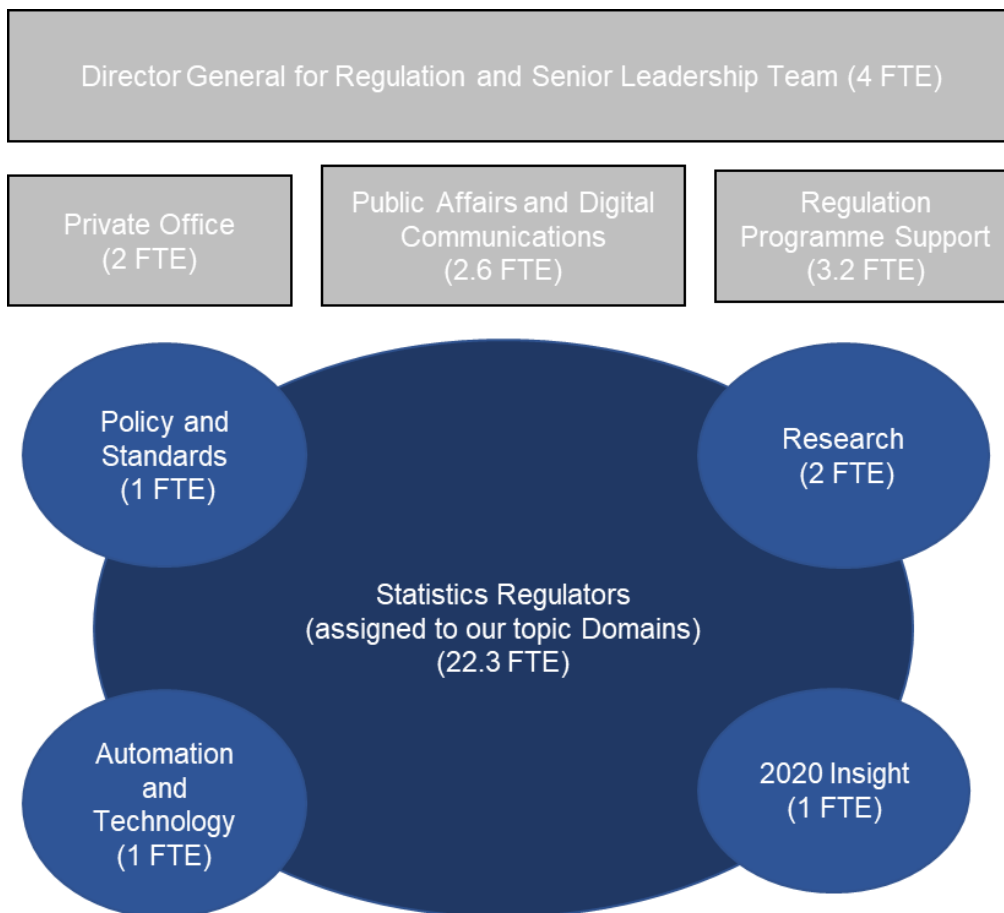 Director General for Regulation and Senior Leadership Team (4 FTE)
Private Office
(2 FTE)
Public Affairs and Digital
Communications
(2.6 FTE)
Regulation
Programme Support
(3.2 FTE)
Policy and
Standards
(1 FTE)
Research
(2 FTE)
Statistics Regulators
(assigned to our topic Domains)
(22.3 FTE)
Automation
and
Technology
(1 FTE)
2020 Insight
(1 FTE)